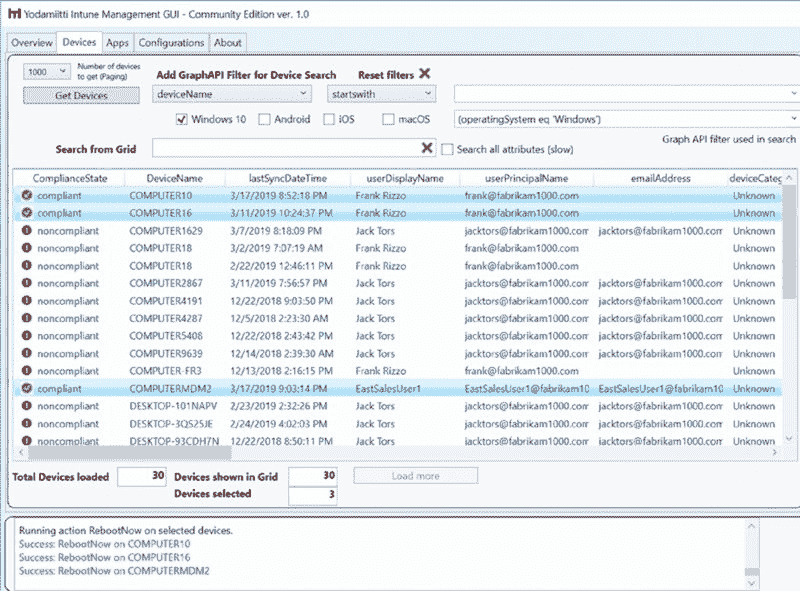 Yodamiitti Intune Management GUI - Community Edition ver. 1.0
Overview Devices Apps Configurations About
1000 Number of devices to get (Paging)
Add GraphAPI Filter for Device Search Reset filters
Get Devices deviceName startswith
Windows 10 Android iOS macOS (operatingSystem eq 'Windows')
Graph API filter used in search
Search from Grid Search all attributes (slow)
ComplianceState DeviceName lastSyncDateTime userDisplayName userPrincipalName emailAddress deviceCateg
compliant COMPUTER10 3/17/2019 8:52:18 PM Frank Rizzo frank@fabrikam1000.com Unknown
compliant COMPUTER16 3/11/2019 10:24:37 PM Frank Rizzo frank@fabrikam1000.com Unknown
noncompliant COMPUTER1629 3/7/2019 8:18:09 PM Jack Tors jacktors@fabrikam1000.com jacktors@fabrikam1000.com Unknown
noncompliant COMPUTER18 3/2/2019 7:07:19 AM Frank Rizzo frank@fabrikam1000.com Unknown
noncompliant COMPUTER18 2/22/2019 12:46:11 PM Frank Rizzo frank@fabrikam1000.com Unknown
noncompliant COMPUTER2867 3/11/2019 7:56:57 PM Jack Tors jacktors@fabrikam1000.com jacktors@fabrikam1000.com Unknown
noncompliant COMPUTER4191 12/22/2018 9:03:50 PM Jack Tors jacktors@fabrikam1000.com jacktors@fabrikam1000.com Unknown
noncompliant COMPUTER4287 12/5/2018 2:23:30 AM Jack Tors jacktors@fabrikam1000.com jacktors@fabrikam1000.com Unknown
noncompliant COMPUTER5408 12/22/2018 2:43:42 PM Jack Tors jacktors@fabrikam1000.com jacktors@fabrikam1000.com Unknown
noncompliant COMPUTER9639 12/14/2018 2:39:30 AM Jack Tors jacktors@fabrikam1000.com jacktors@fabrikam1000.com Unknown
noncompliant COMPUTER-FR3 12/13/2018 2:16:15 PM Frank Rizzo frank@fabrikam1000.com Unknown
compliant COMPUTERMDM2 3/17/2019 9:03:14 PM EastSalesUser1 EastSalesUser1@fabrikam10 EastSalesUser1@fabrikam10 Unknown
noncompliant DESKTOP-101NAPV 2/23/2019 2:32:26 PM Jack Tors jacktors@fabrikam1000.com jacktors@fabrikam1000.com Unknown
noncompliant DESKTOP-3QS25JE 2/24/2019 4:02:03 PM Jack Tors jacktors@fabrikam1000.com jacktors@fabrikam1000.com Unknown
noncompliant DESKTOP-93CDH7N 12/22/2018 8:50:11 PM Jack Tors jacktors@fabrikam1000.com jacktors@fabrikam1000.com Unknown
Total Devices loaded 30 Devices shown in Grid 30 Load more
Devices selected 3
Running action RebootNow on selected devices.
Success: RebootNow on COMPUTER10
Success: RebootNow on COMPUTER16
Success: RebootNow on COMPUTERMDM2